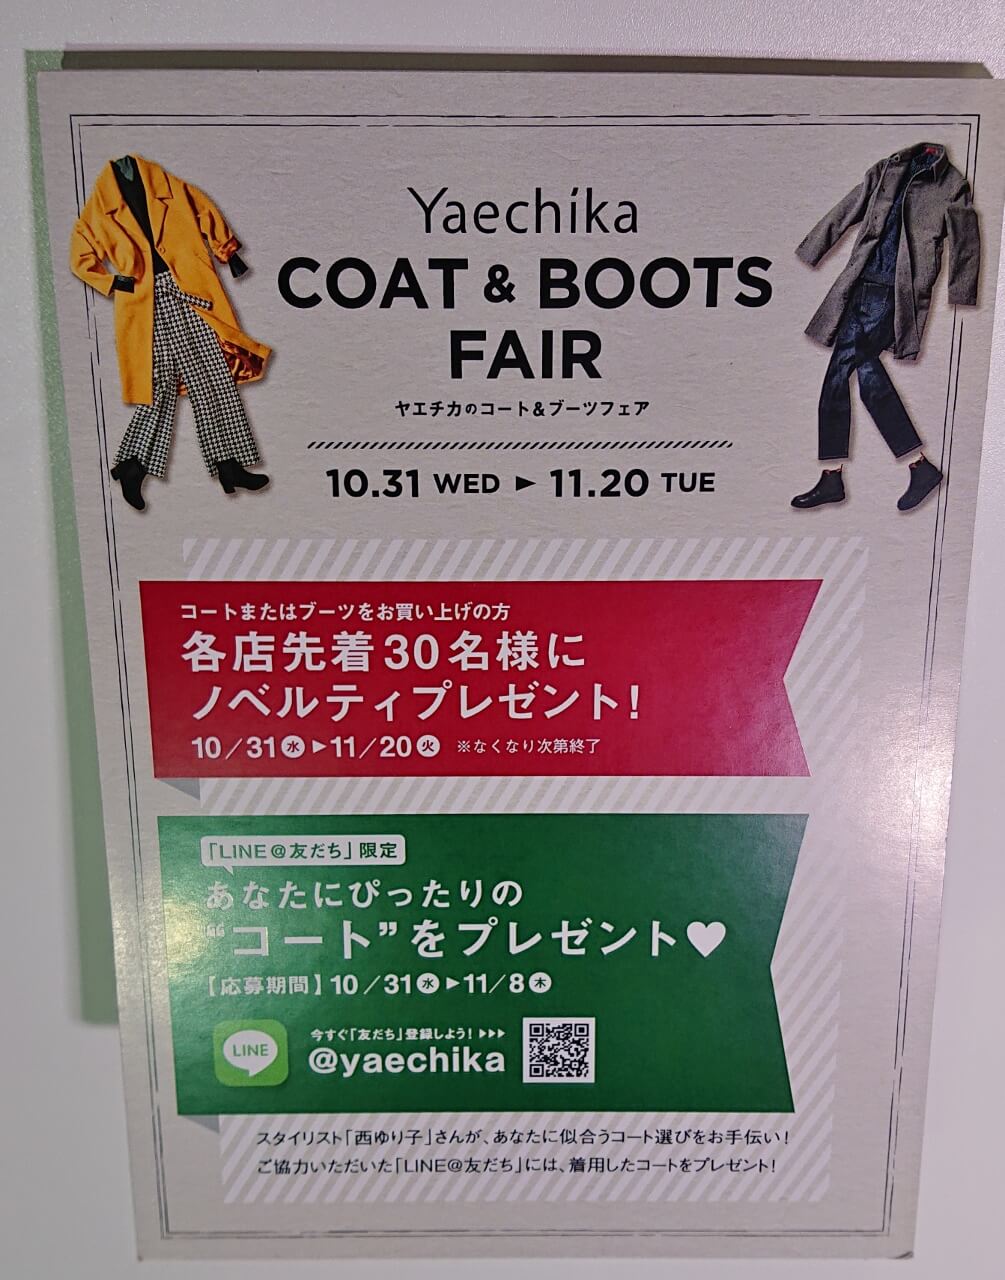 Yaechika
COAT & BOOTS
FAIR
ヤエチカのコート&ブーツフェア
10.31 WED ▶ 11.20 TUE
コートまたはブーツをお買い上げの方
各店先着30名様に
ノベルティプレゼント!
10/31水▶11/20火 ※なくなり次第終了
「LINE@友だち」限定
あなたにぴったりの
“コート”をプレゼント♥
【応募期間】10/31水▶11/8木
今すぐ「友だち」登録しよう!▶▶▶
LINE @yaechika
スタイリスト「西ゆり子」さんが、あなたに似合うコート選びをお手伝い!
ご協力いただいた「LINE@友だち」には、着用したコートをプレゼント!